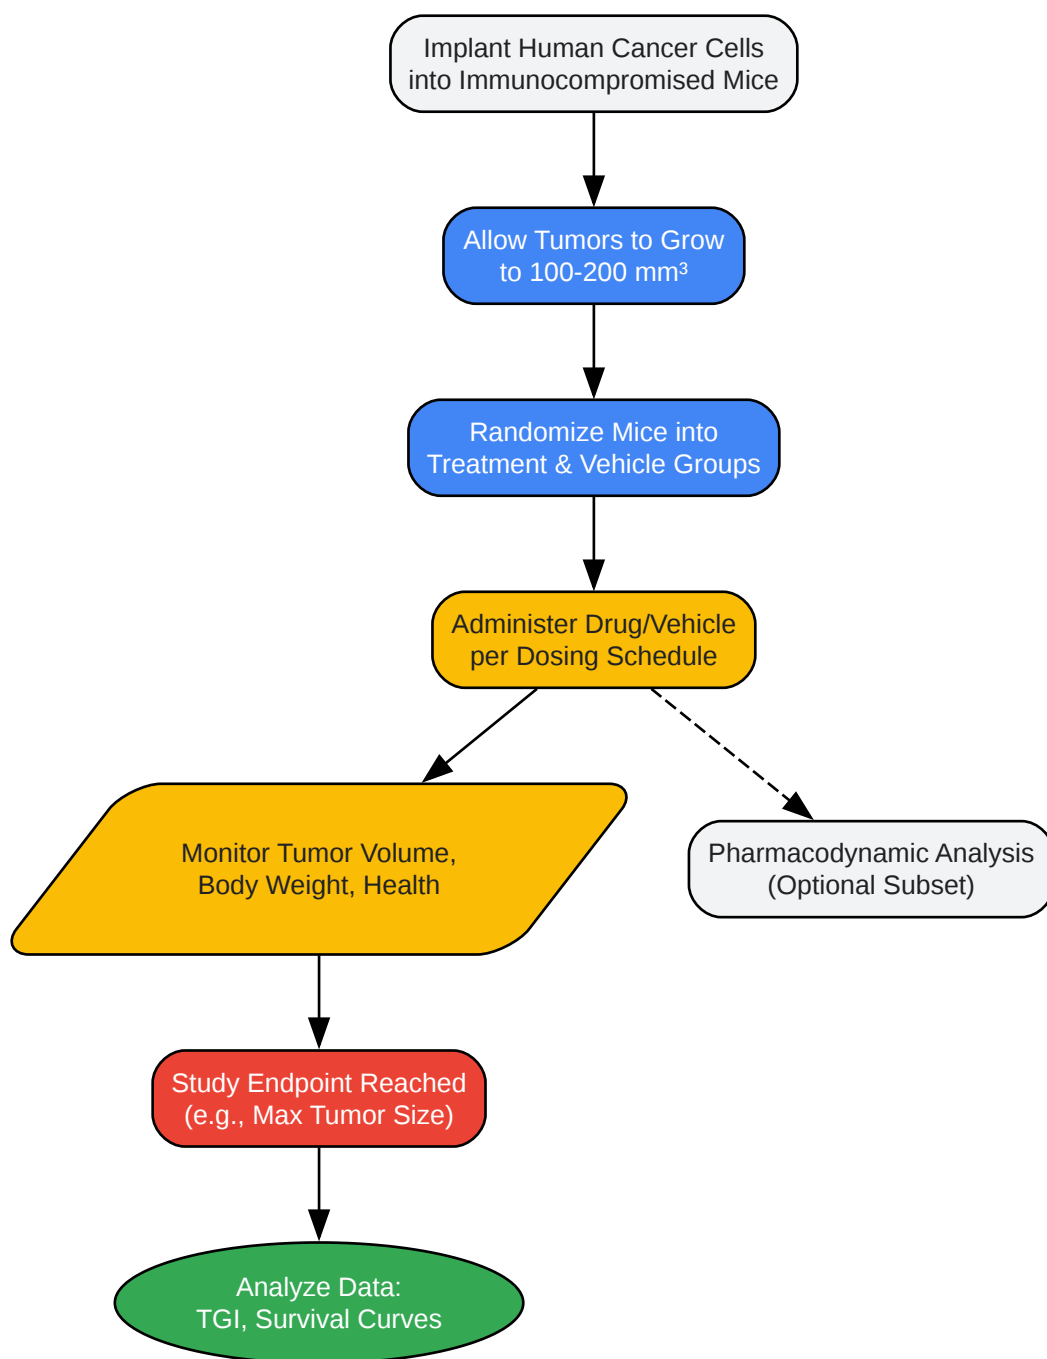 Implant Human Cancer Cells
into Immunocompromised Mice
Allow Tumors to Grow
to 100-200 mm³
Randomize Mice into
Treatment & Vehicle Groups
Administer Drug/Vehicle
per Dosing Schedule
Monitor Tumor Volume,
Body Weight, Health
Pharmacodynamic Analysis
(Optional Subset)
Study Endpoint Reached
(e.g., Max Tumor Size)
Analyze Data:
TGI, Survival Curves